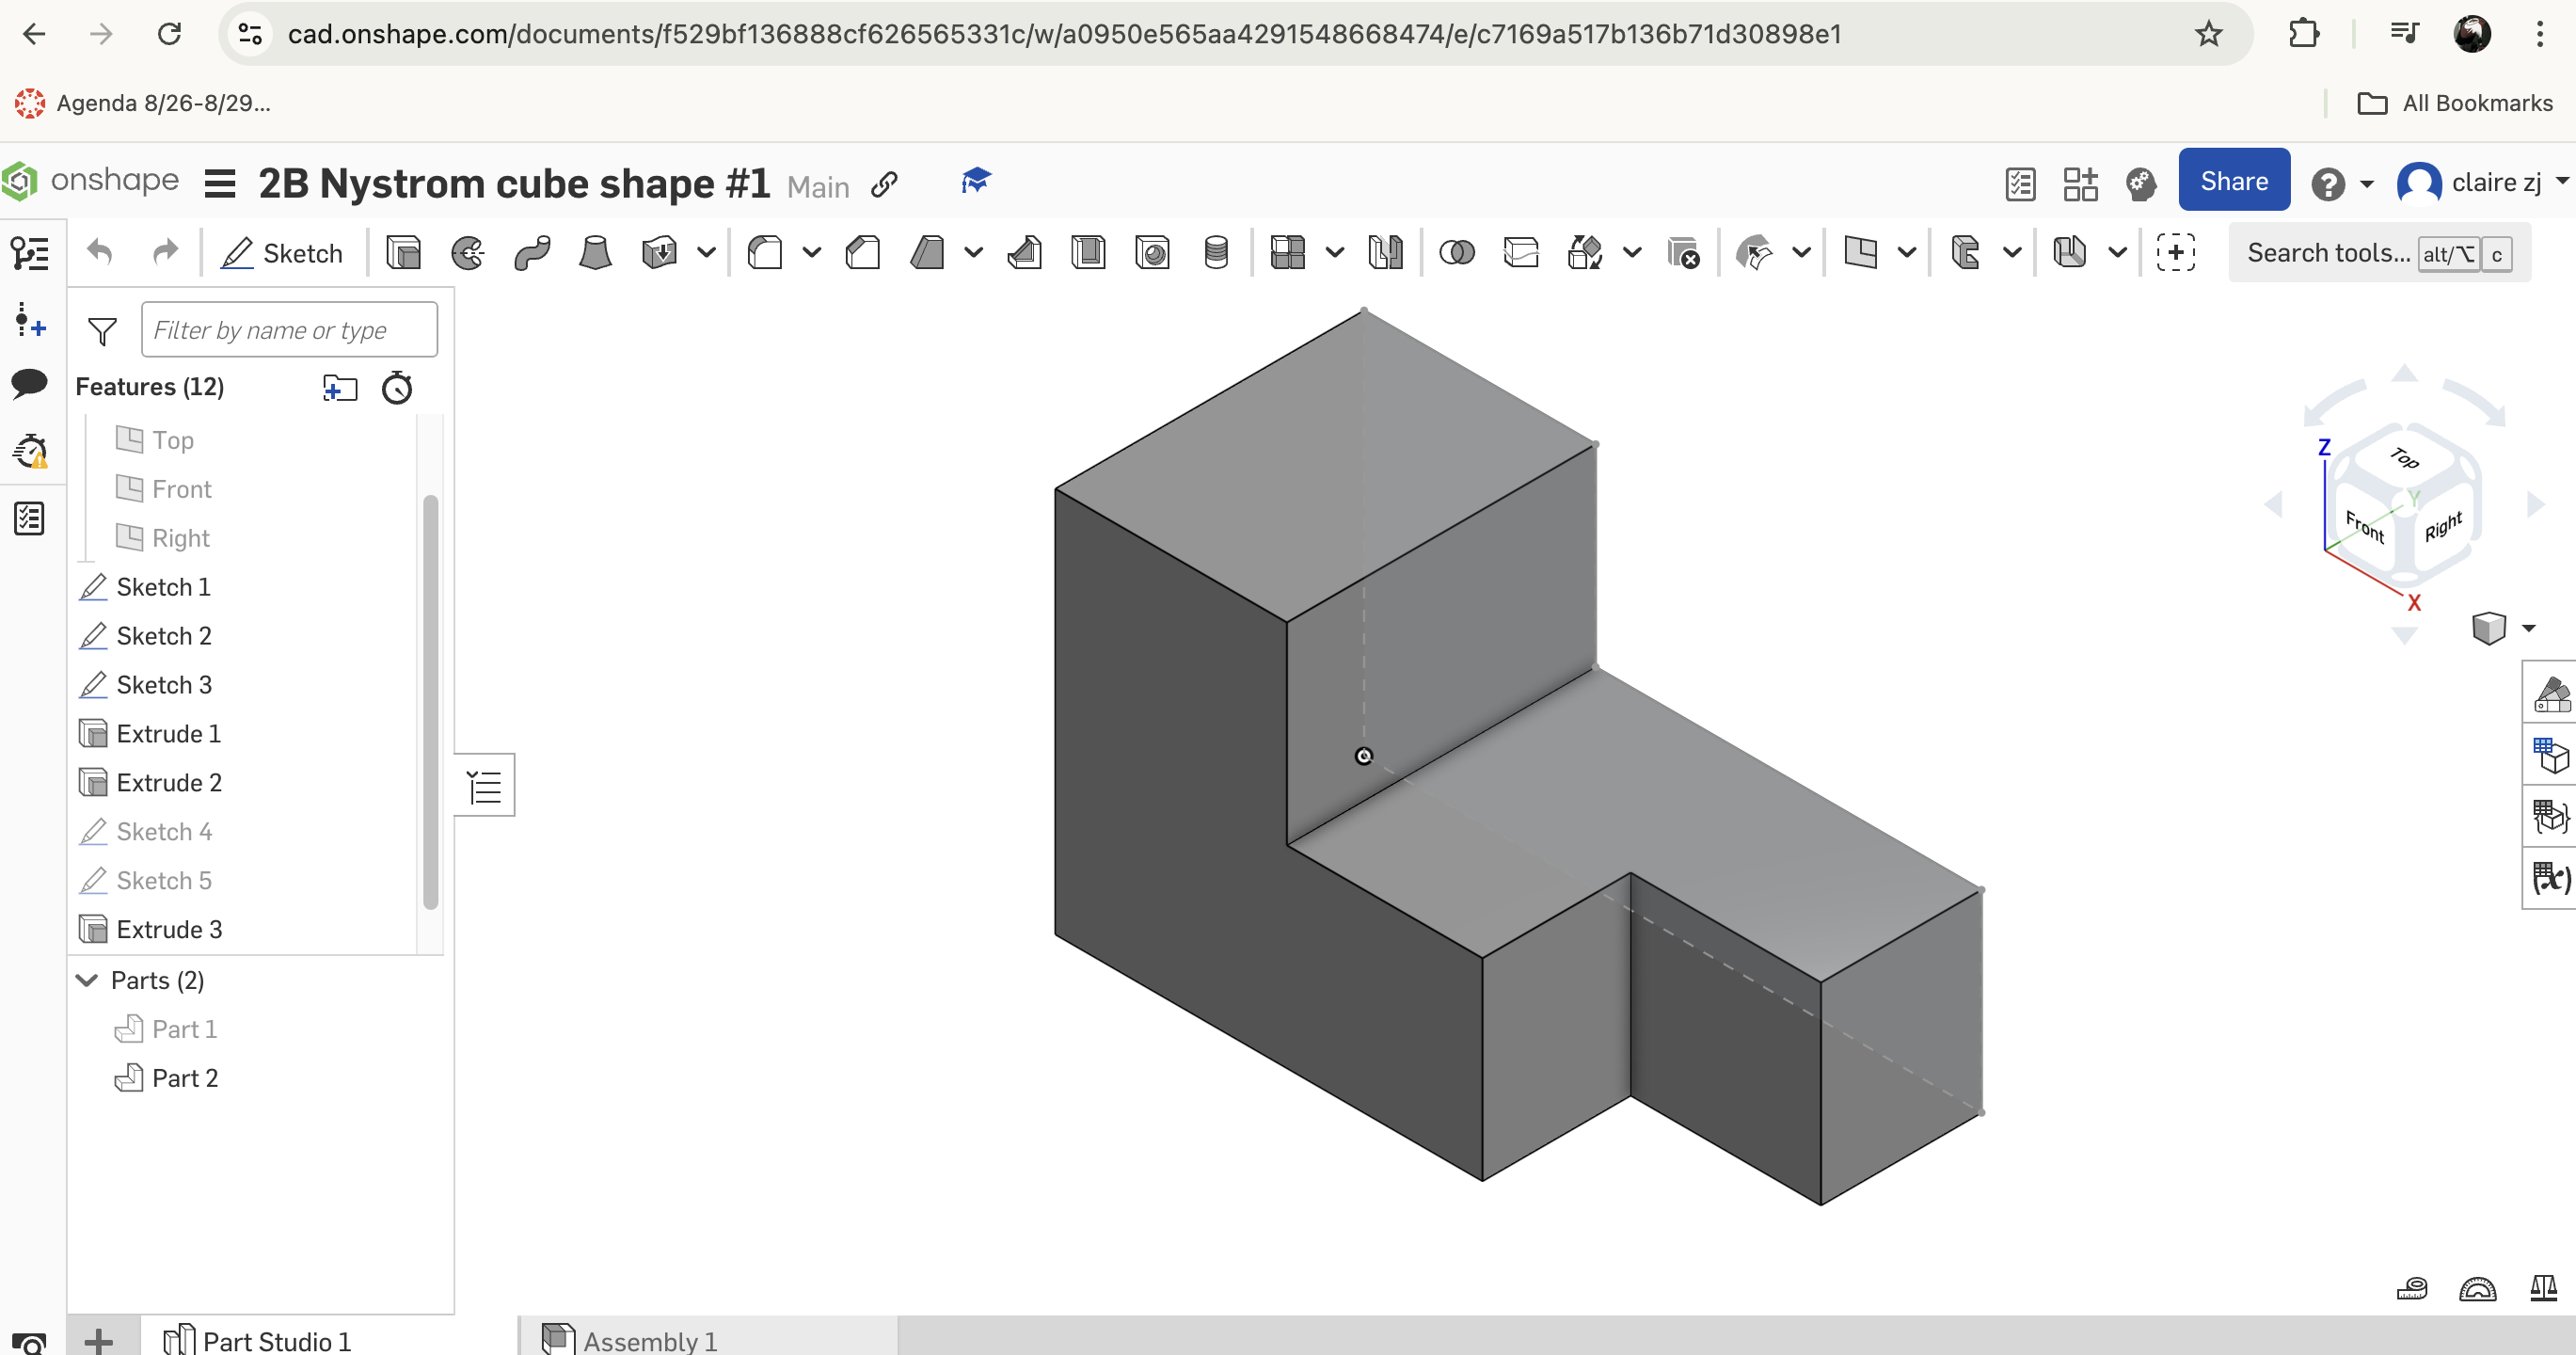 cad.onshape.com/documents/f529bf136888cf626565331c/w/a0950e565aa4291548668474/e/c7169a517b136b71d30898e1
Agenda 8/26-8/29...
All Bookmarks
onshape
2B Nystrom cube shape #1 Main
Share
claire zj
Sketch
Search tools... alt/⌥ c
Filter by name or type
Features (12)
Top
Front
Right
Sketch 1
Sketch 2
Sketch 3
Extrude 1
Extrude 2
Sketch 4
Sketch 5
Extrude 3
Parts (2)
Part 1
Part 2
Z
Top
Y
Front
Right
X
Part Studio 1
Assembly 1